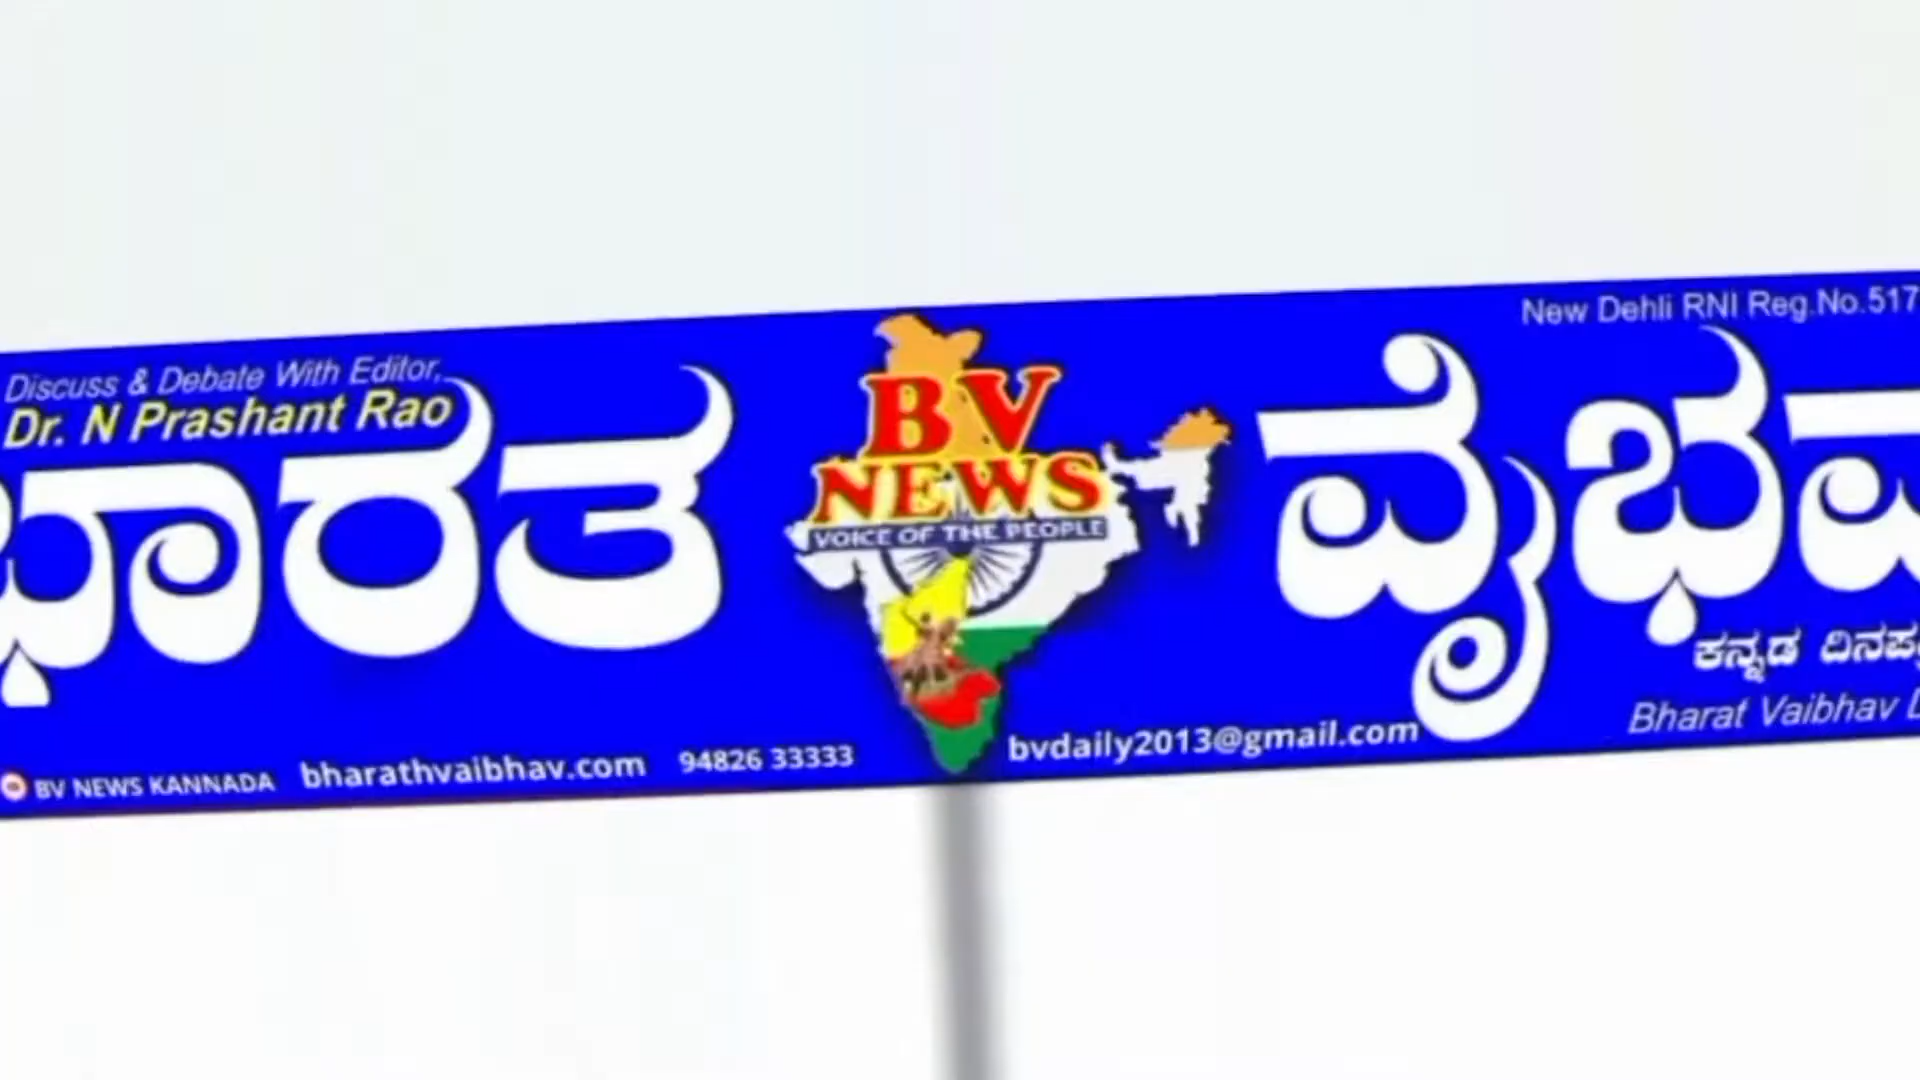 Discuss & Debate With Editor,
Dr. N Prashant Rao
ಭಾರತ
BV
NEWS
VOICE OF THE PEOPLE
New Dehli RNI Reg.No.517
ವೈಭವ
ಕನ್ನಡ
Bharat Vaibhav
BV NEWS KANNADA bharathvaibhav.com 94826 33333
bvdaily2013@gmail.com